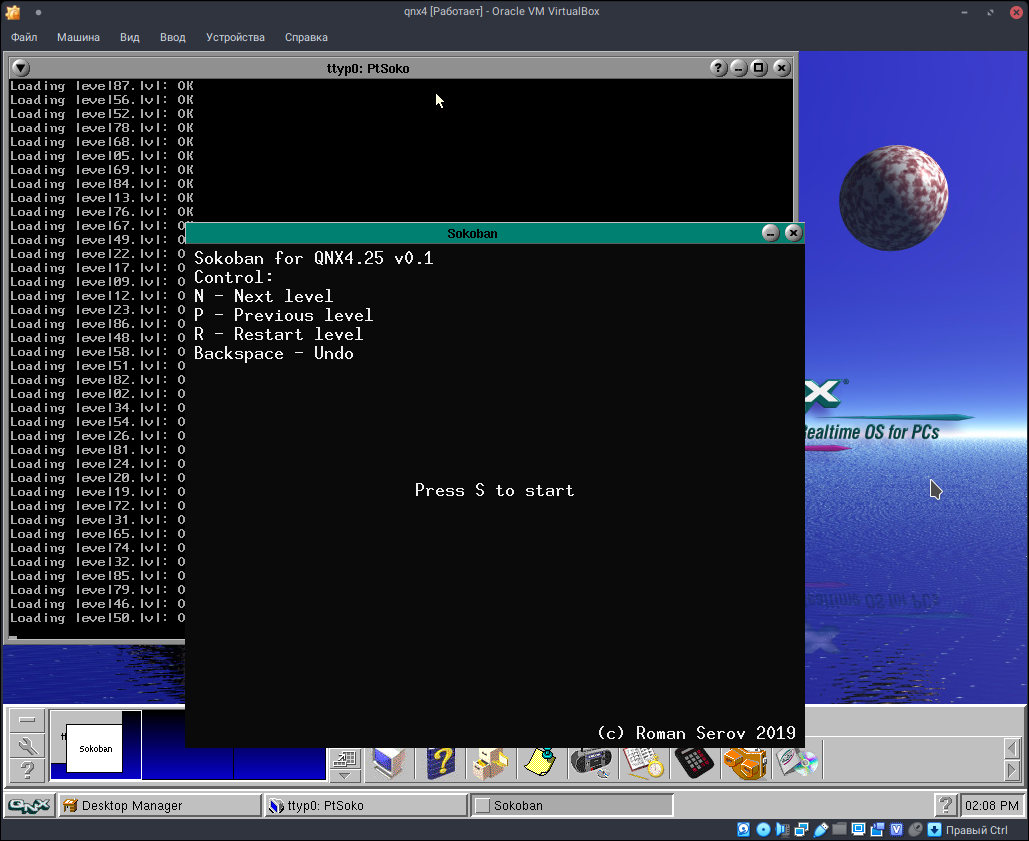 qnx4 [Работает] - Oracle VM VirtualBox
Файл Машина Вид Ввод Устройства Справка
ttyp0: PtSoko
Loading level87.lvl: OK
Loading level56.lvl: OK
Loading level52.lvl: OK
Loading level78.lvl: OK
Loading level68.lvl: OK
Loading level05.lvl: OK
Loading level69.lvl: OK
Loading level84.lvl: OK
Loading level13.lvl: OK
Loading level76.lvl: OK
Loading level67.lvl: OK
Loading level49.lvl: O
Loading level22.lvl: O
Loading level17.lvl: O
Loading level09.lvl: O
Loading level12.lvl: O
Loading level23.lvl: O
Loading level86.lvl: O
Loading level48.lvl: O
Loading level58.lvl: O
Loading level51.lvl: O
Loading level82.lvl: O
Loading level02.lvl: O
Loading level34.lvl: O
Loading level54.lvl: O
Loading level26.lvl: O
Loading level81.lvl: O
Loading level24.lvl: O
Loading level20.lvl: O
Loading level19.lvl: O
Loading level72.lvl: O
Loading level31.lvl: O
Loading level65.lvl: O
Loading level74.lvl: O
Loading level32.lvl: O
Loading level85.lvl: O
Loading level79.lvl: O
Loading level46.lvl: O
Loading level50.lvl: O
Sokoban
Sokoban for QNX4.25 v0.1
Control:
N - Next level
P - Previous level
R - Restart level
Backspace - Undo
Press S to start
(c) Roman Serov 2019
X
ealtime OS for PCs
Sokoban
QNX
Desktop Manager
ttyp0: PtSoko
Sokoban
02:08 PM
Правый Ctrl